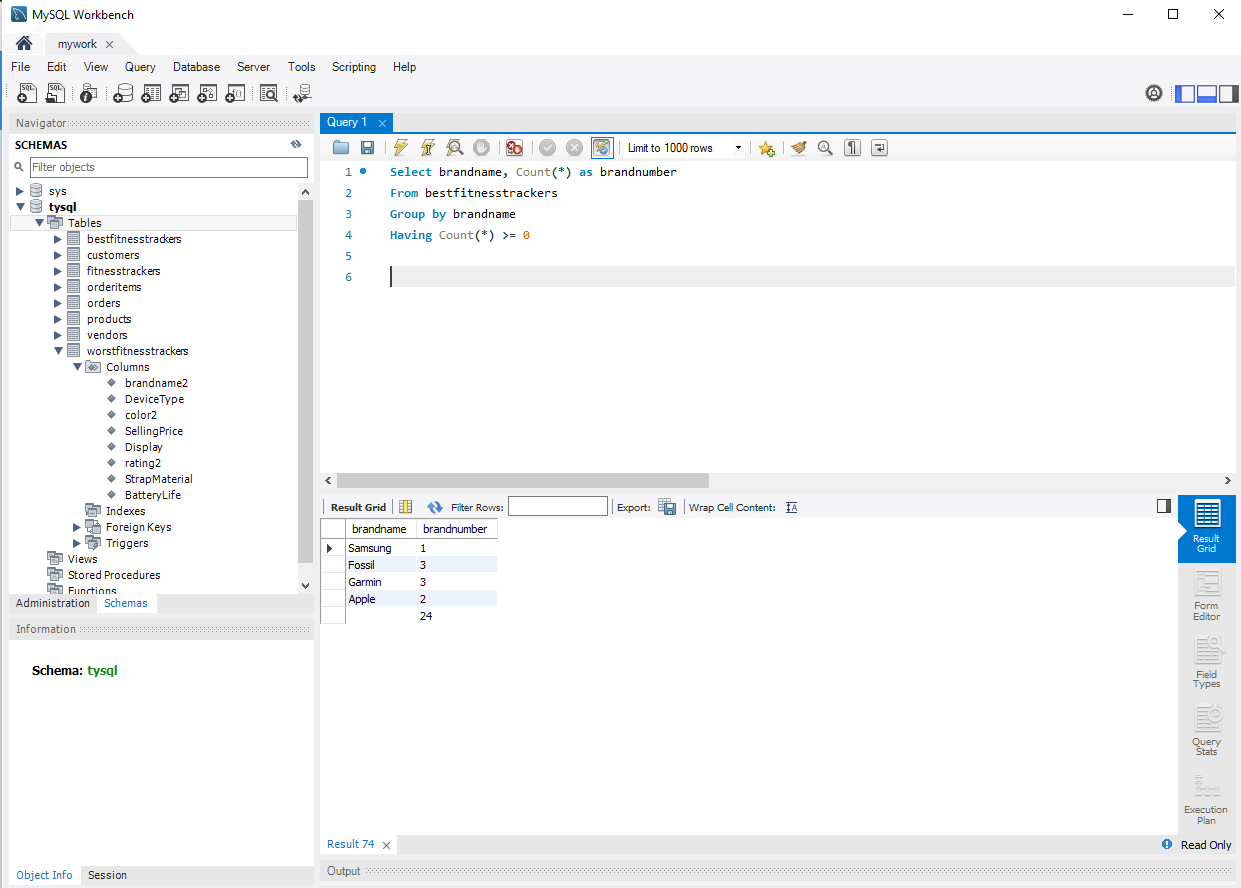 MySQL Workbench
mywork
File Edit View Query Database Server Tools Scripting Help
Navigator
SCHEMAS
Filter objects
sys
tysql
Tables
bestfitnesstrackers
customers
fitnesstrackers
orderitems
orders
products
vendors
worstfitnesstrackers
Columns
brandname2
DeviceType
color2
SellingPrice
Display
rating2
StrapMaterial
BatteryLife
Indexes
Foreign Keys
Triggers
Views
Stored Procedures
Functions
Administration Schemas
Information
Schema: tysql
Object Info Session
Query 1
Limit to 1000 rows
1 Select brandname, Count(*) as brandnumber
2 From bestfitnesstrackers
3 Group by brandname
4 Having Count(*) >= 0
5
6
Result Grid Filter Rows: Export: Wrap Cell Content:
brandname brandnumber
Samsung 1
Fossil 3
Garmin 3
Apple 2
24
Result
Grid
Form
Editor
Field
Types
Query
Stats
Execution
Plan
Result 74
Read Only
Output